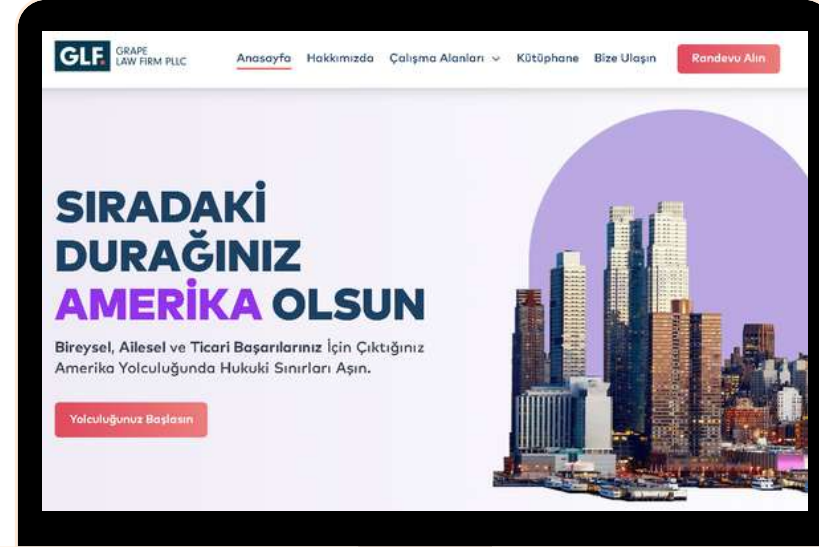 GLF.
GRAPE
LAW FIRM PLLC
Anasayfa Hakkımızda Çalışma Alanları Kütüphane Bize Ulaşın Randevu Alın
SIRADAKİ
DURAĞINIZ
AMERİKA OLSUN
Bireysel, Ailesel ve Ticari Başarılarınız İçin Çıktığınız
Amerika Yolculuğunda Hukuki Sınırları Aşın.
Yolculuğunuz Başlasın